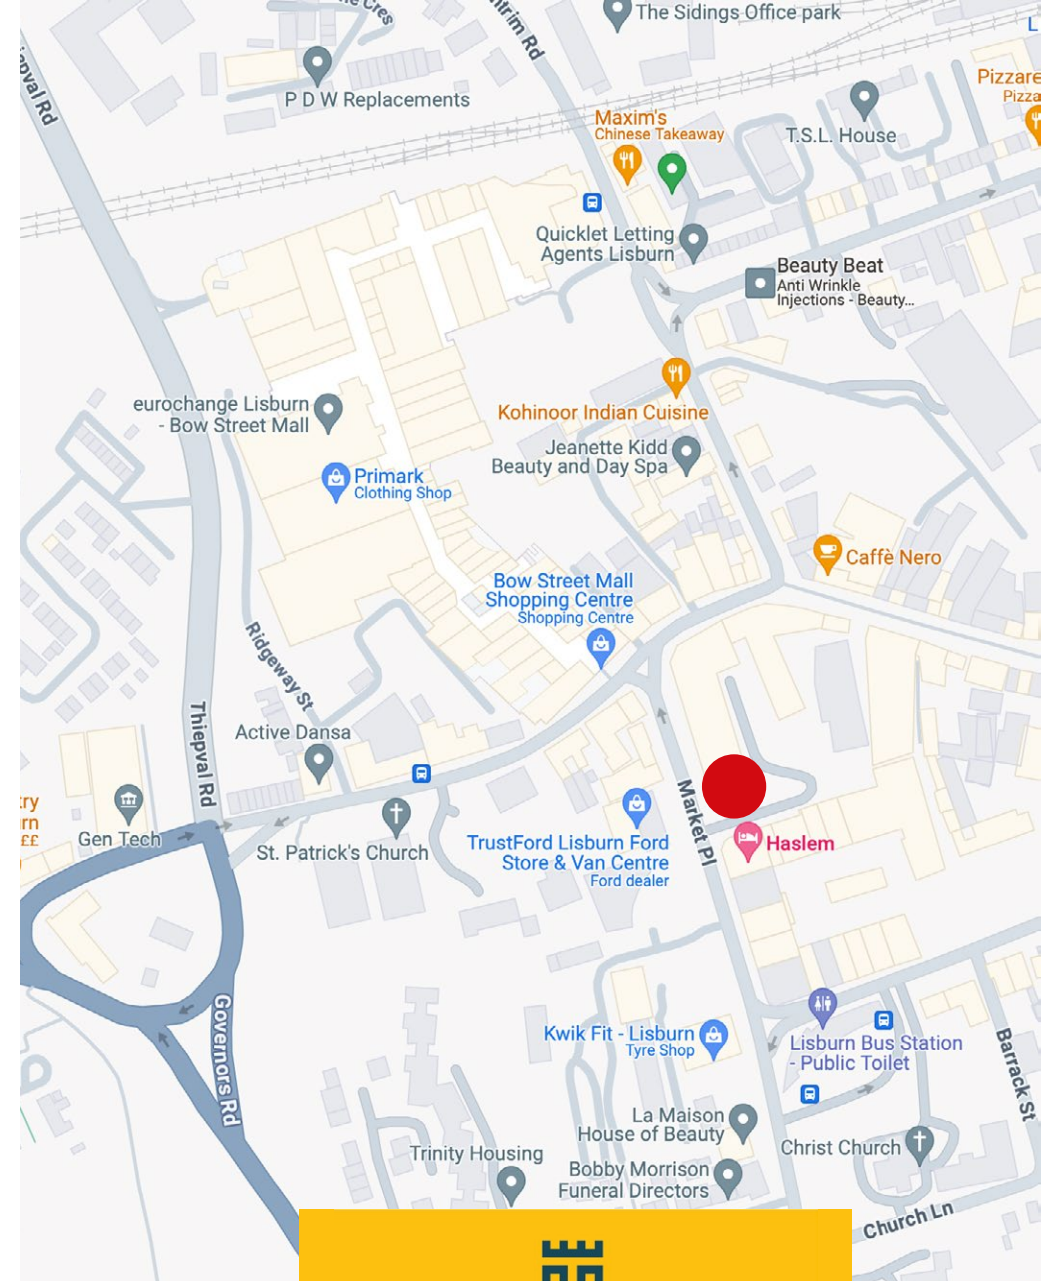 The Sidings Office park
P D W Replacements
Maxim's
Chinese Takeaway
T.S.L. House
Quicklet Letting
Agents Lisburn
Beauty Beat
Anti Wrinkle
Injections - Beauty...
eurochange Lisburn
- Bow Street Mall
Kohinoor Indian Cuisine
Jeanette Kidd
Beauty and Day Spa
Primark
Clothing Shop
Caffè Nero
Bow Street Mall
Shopping Centre
Shopping Centre
Ridgeway St
Thiepval Rd
Active Dansa
Market Pl
Gen Tech
St. Patrick's Church
TrustFord Lisburn Ford
Store & Van Centre
Ford dealer
Haslem
Governors Rd
Kwik Fit - Lisburn
Tyre Shop
Lisburn Bus Station
- Public Toilet
Barrack St
La Maison
House of Beauty
Christ Church
Trinity Housing
Bobby Morrison
Funeral Directors
Church Ln